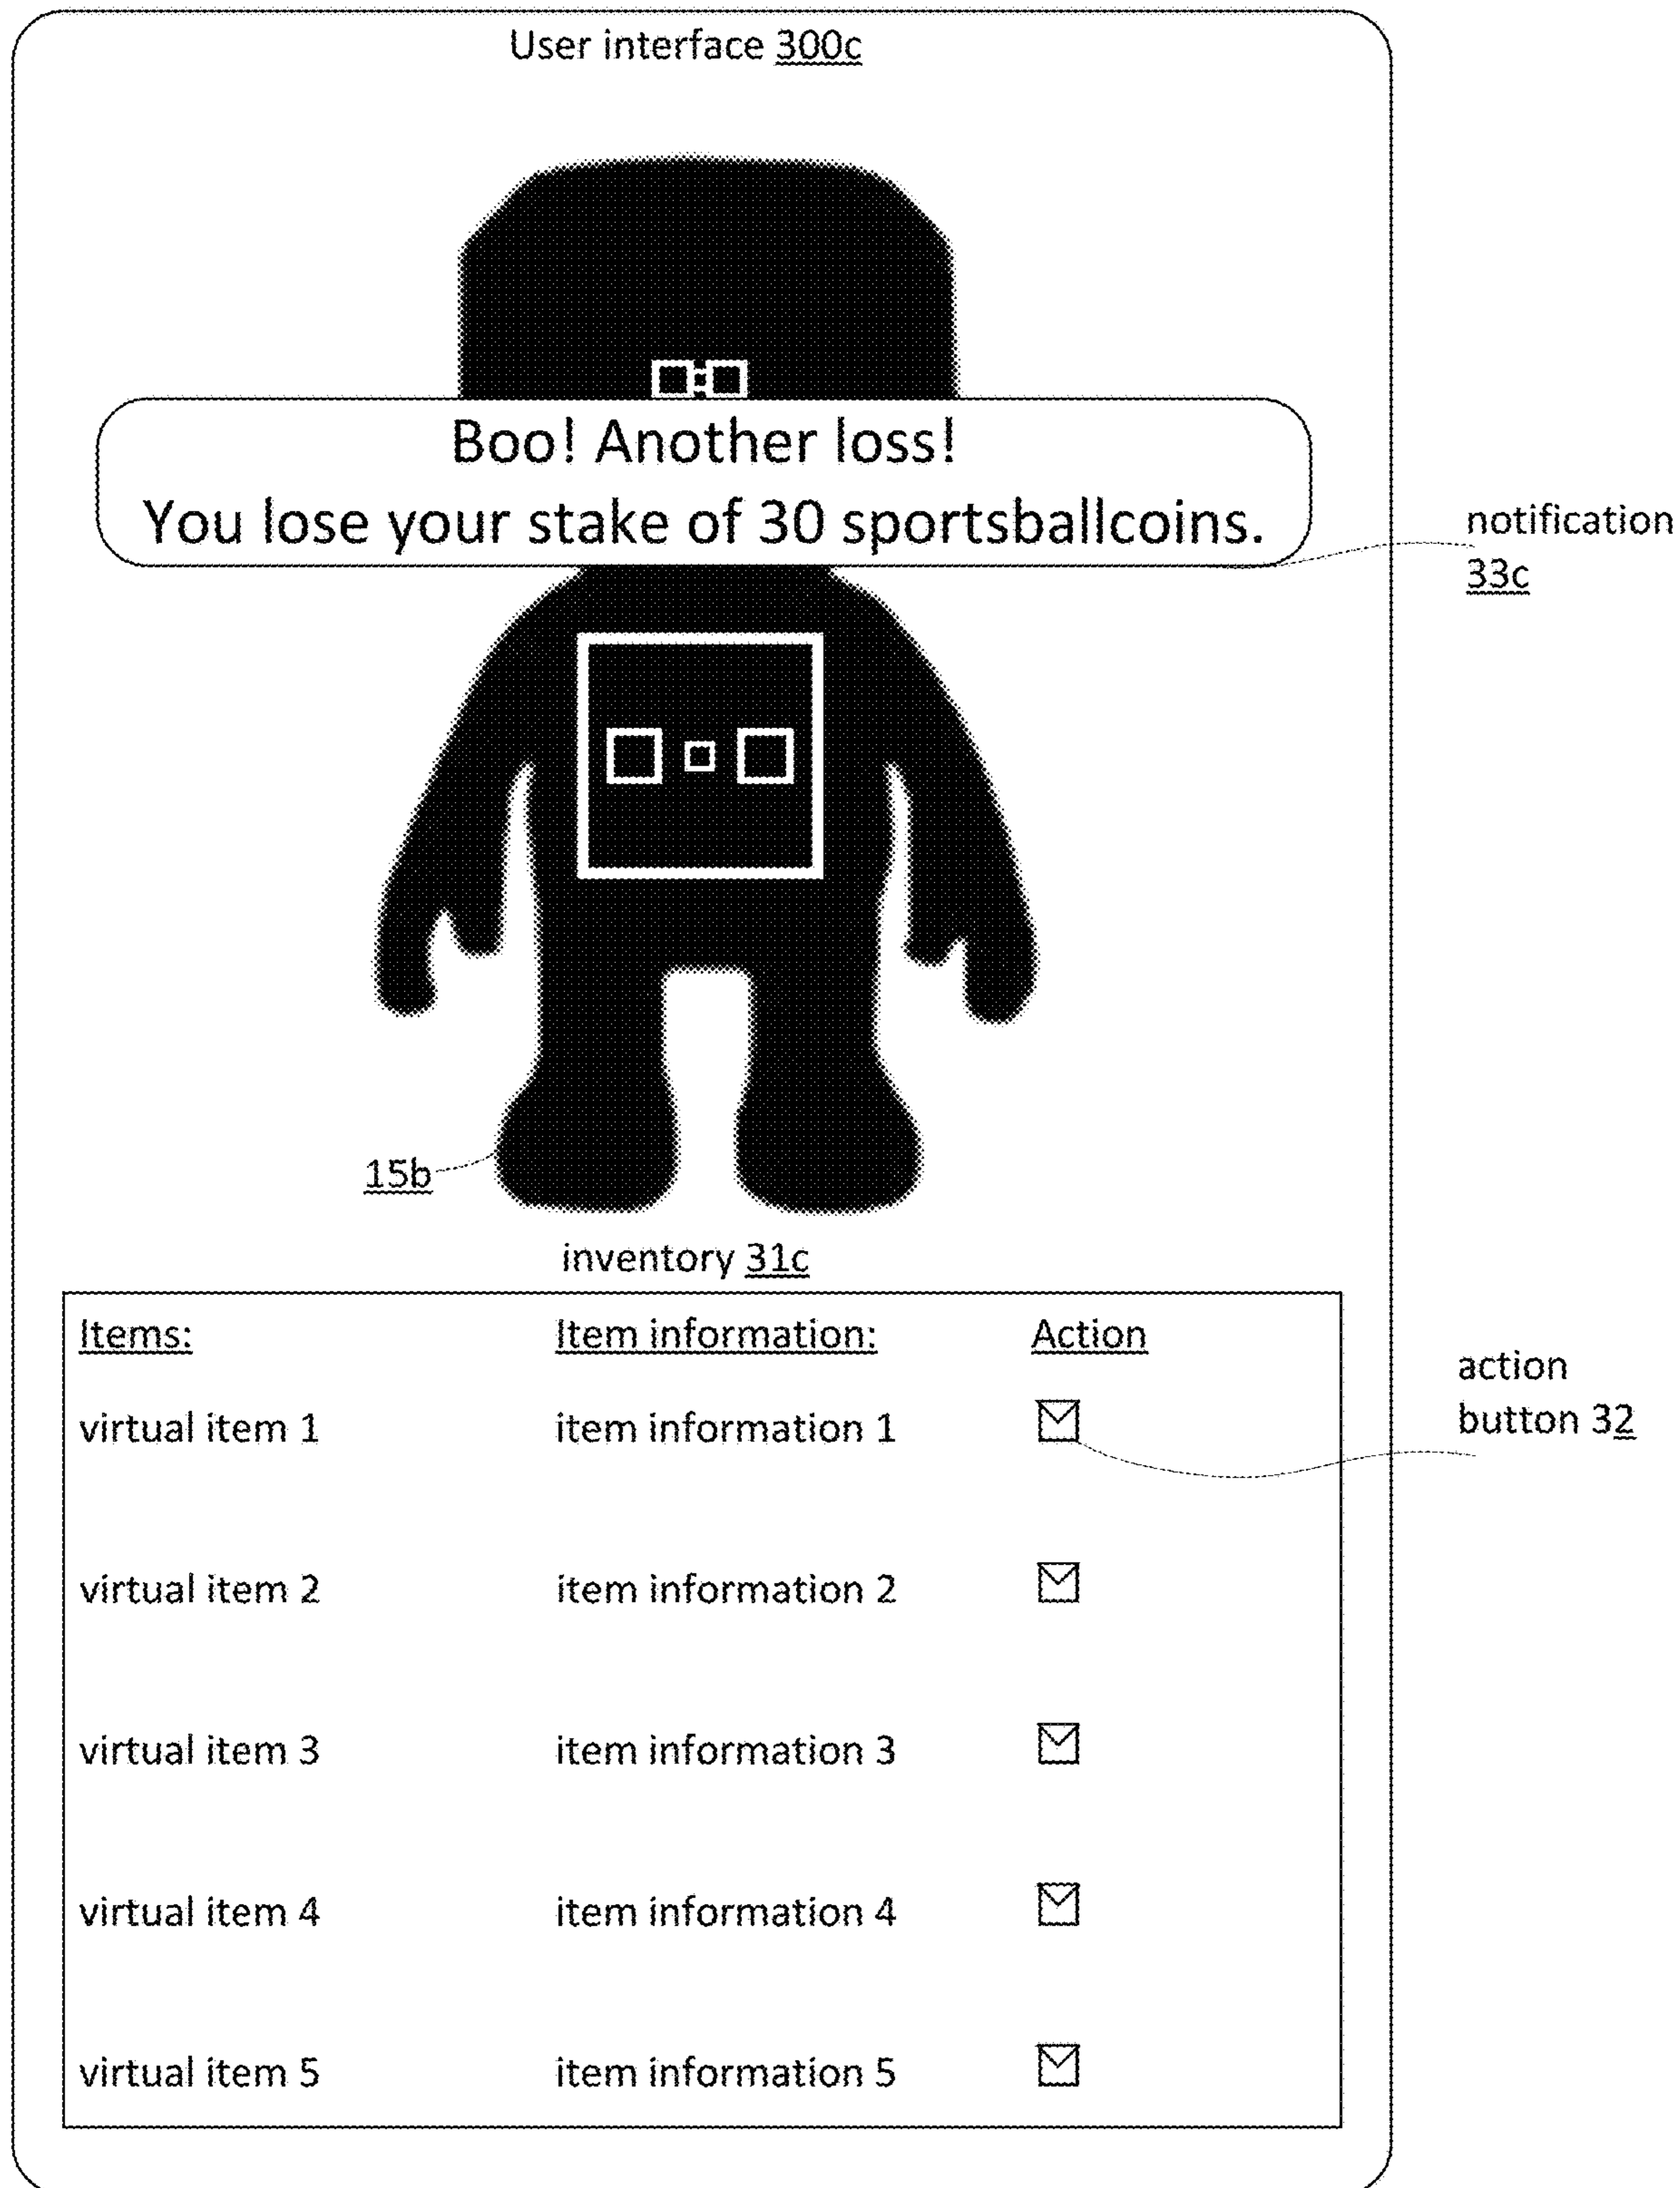 User interface 300c
Boo! Another loss!
You lose your stake of 30 sportsballcoins.
notification
33c
15b
inventory 31c
Items: Item information: Action
action
button 32
virtual item 1 item information 1
virtual item 2 item information 2
virtual item 3 item information 3
virtual item 4 item information 4
virtual item 5 item information 5